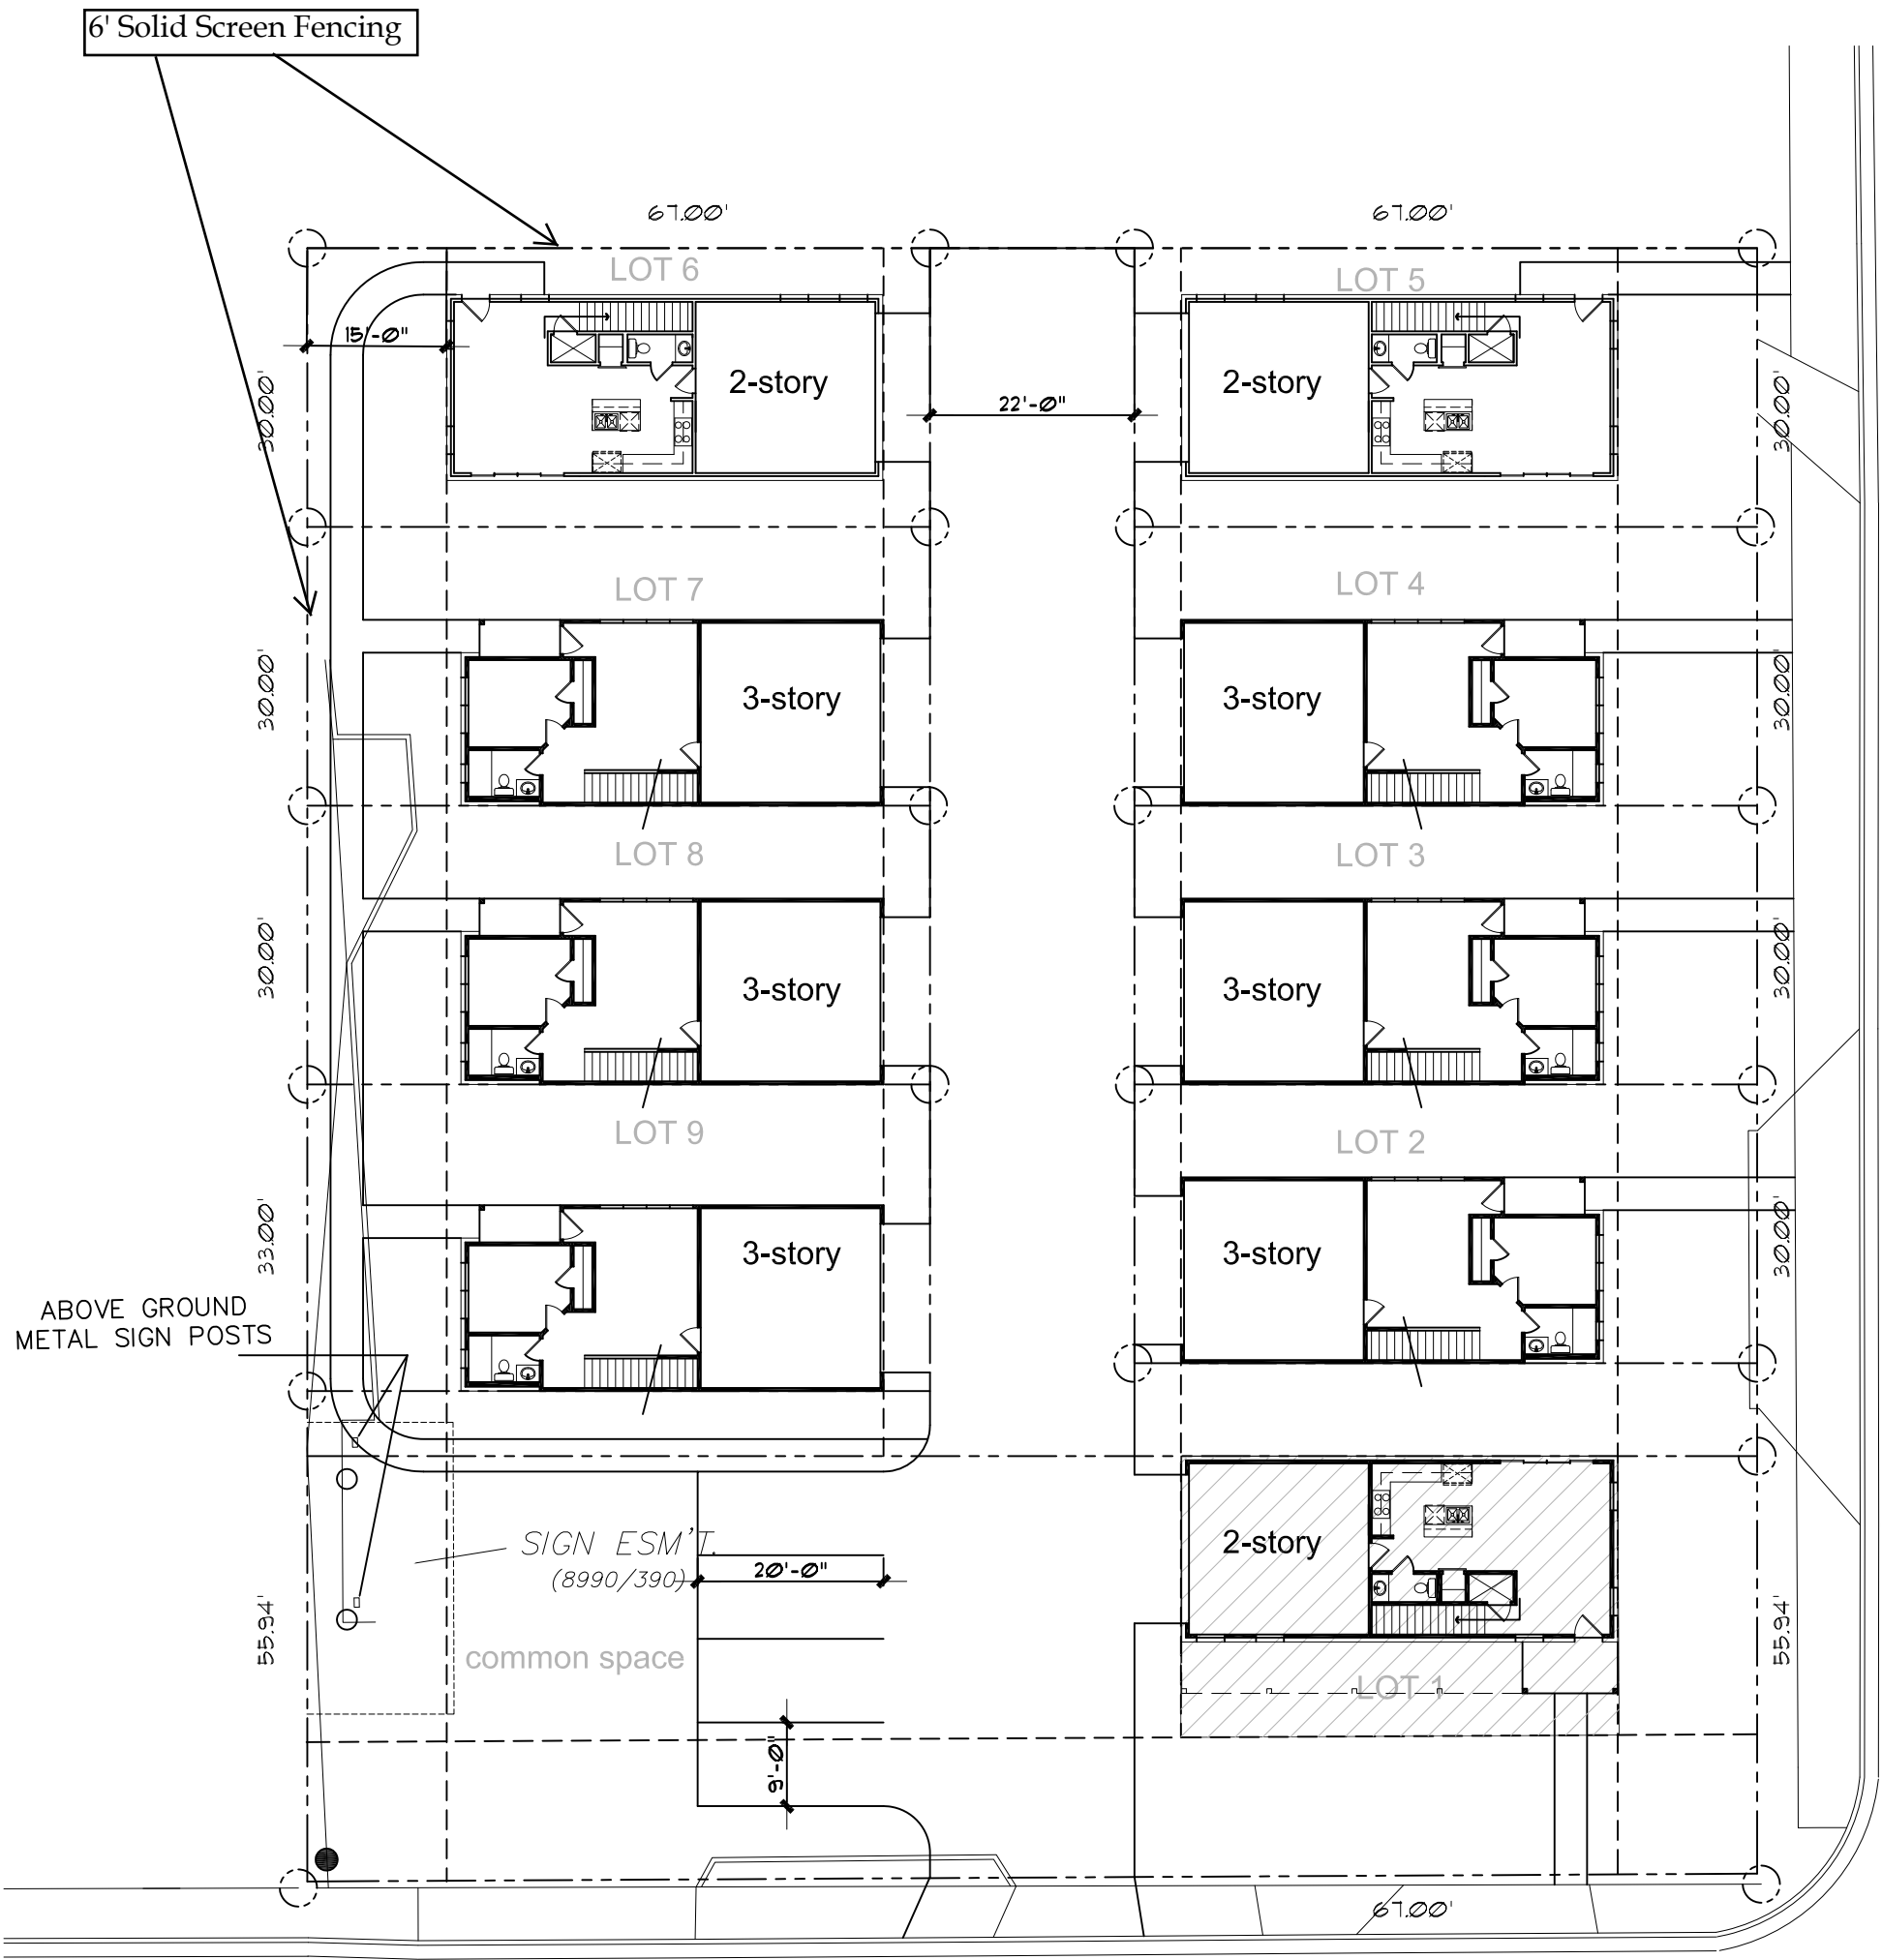 6' Solid Screen Fencing
67.00'
67.00'
LOT 6
LOT 5
15'-0"
2-story
2-story
22'-0"
30.00'
30.00'
LOT 7
LOT 4
30.00'
3-story
3-story
30.00'
LOT 8
LOT 3
30.00'
3-story
3-story
30.00'
LOT 9
LOT 2
33.00'
3-story
3-story
30.00'
ABOVE GROUND
METAL SIGN POSTS
SIGN ESM'T.
(8990/390)
20'-0"
2-story
55.94'
common space
LOT 1
55.94'
9'-0"
67.00'